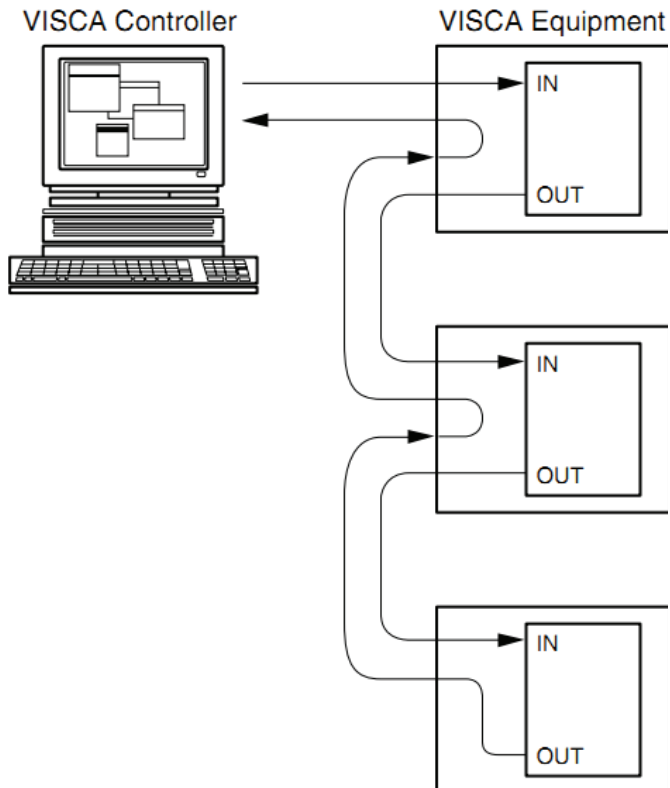 VISCA Controller
VISCA Equipment
IN
OUT
IN
OUT
IN
OUT